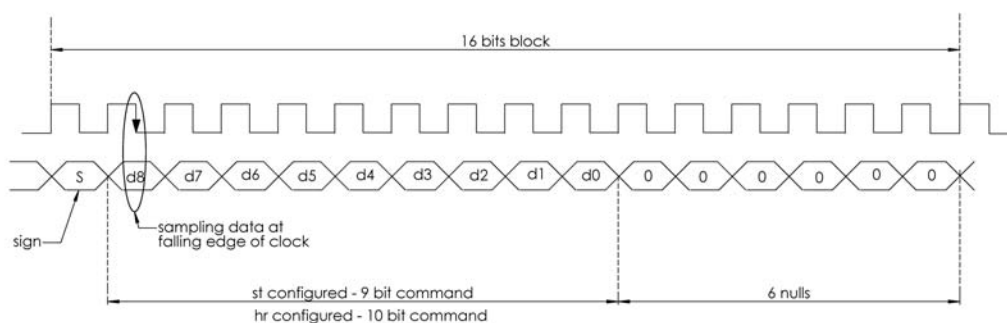 16 bits block
S d8 d7 d6 d5 d4 d3 d2 d1 d0 0 0 0 0 0 0
sign
sampling data at
falling edge of clock
st configured - 9 bit command
hr configured - 10 bit command
6 nulls